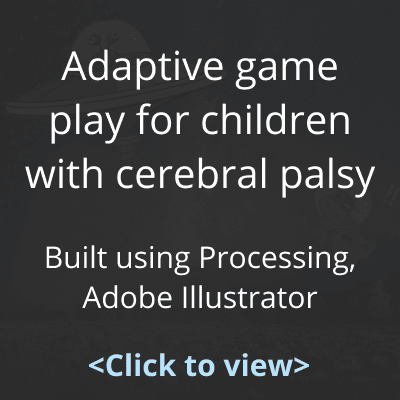 Adaptive game
play for children
with cerebral palsy
Built using Processing,
Adobe Illustrator
<Click to view>